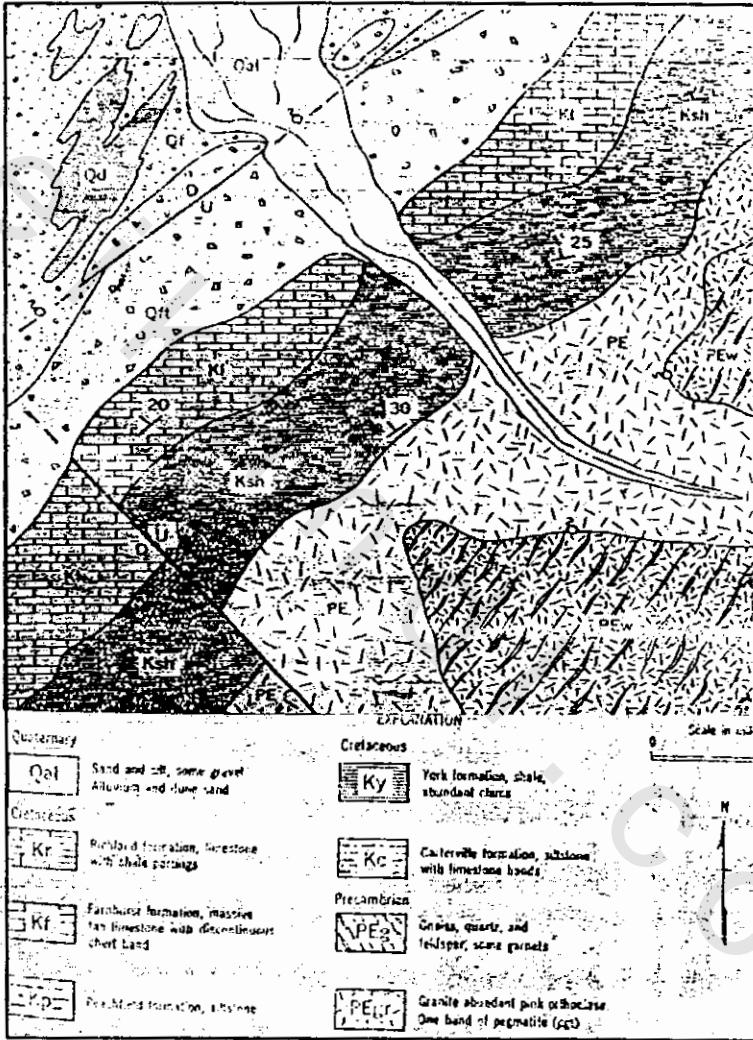 Qal
Kl
Ksh
Qf
Qd
D
U
25
Qft
PE
PEw
Kl
20
30
Ksh
U
D
PE
PEw
Ksh
PE
EXPLANATION
Quaternary
Qal
Sand and silt, some gravel
Alluvium and dune sand
Cretaceous
Kr
Richland formation, limestone
with shale partings
Kf
Farnhurst formation, massive
tan limestone with discontinuous
chert band
Kp
formation, siltstone
Cretaceous
Ky
York formation, shale,
abundant clams
Kc
Carterville formation, siltstone
with limestone bands
Precambrian
PEg
Gneiss, quartz, and
feldspar, some garnets
PEgr
Granite abundant pink orthoclase
One band of pegmatite
Scale in
0
N